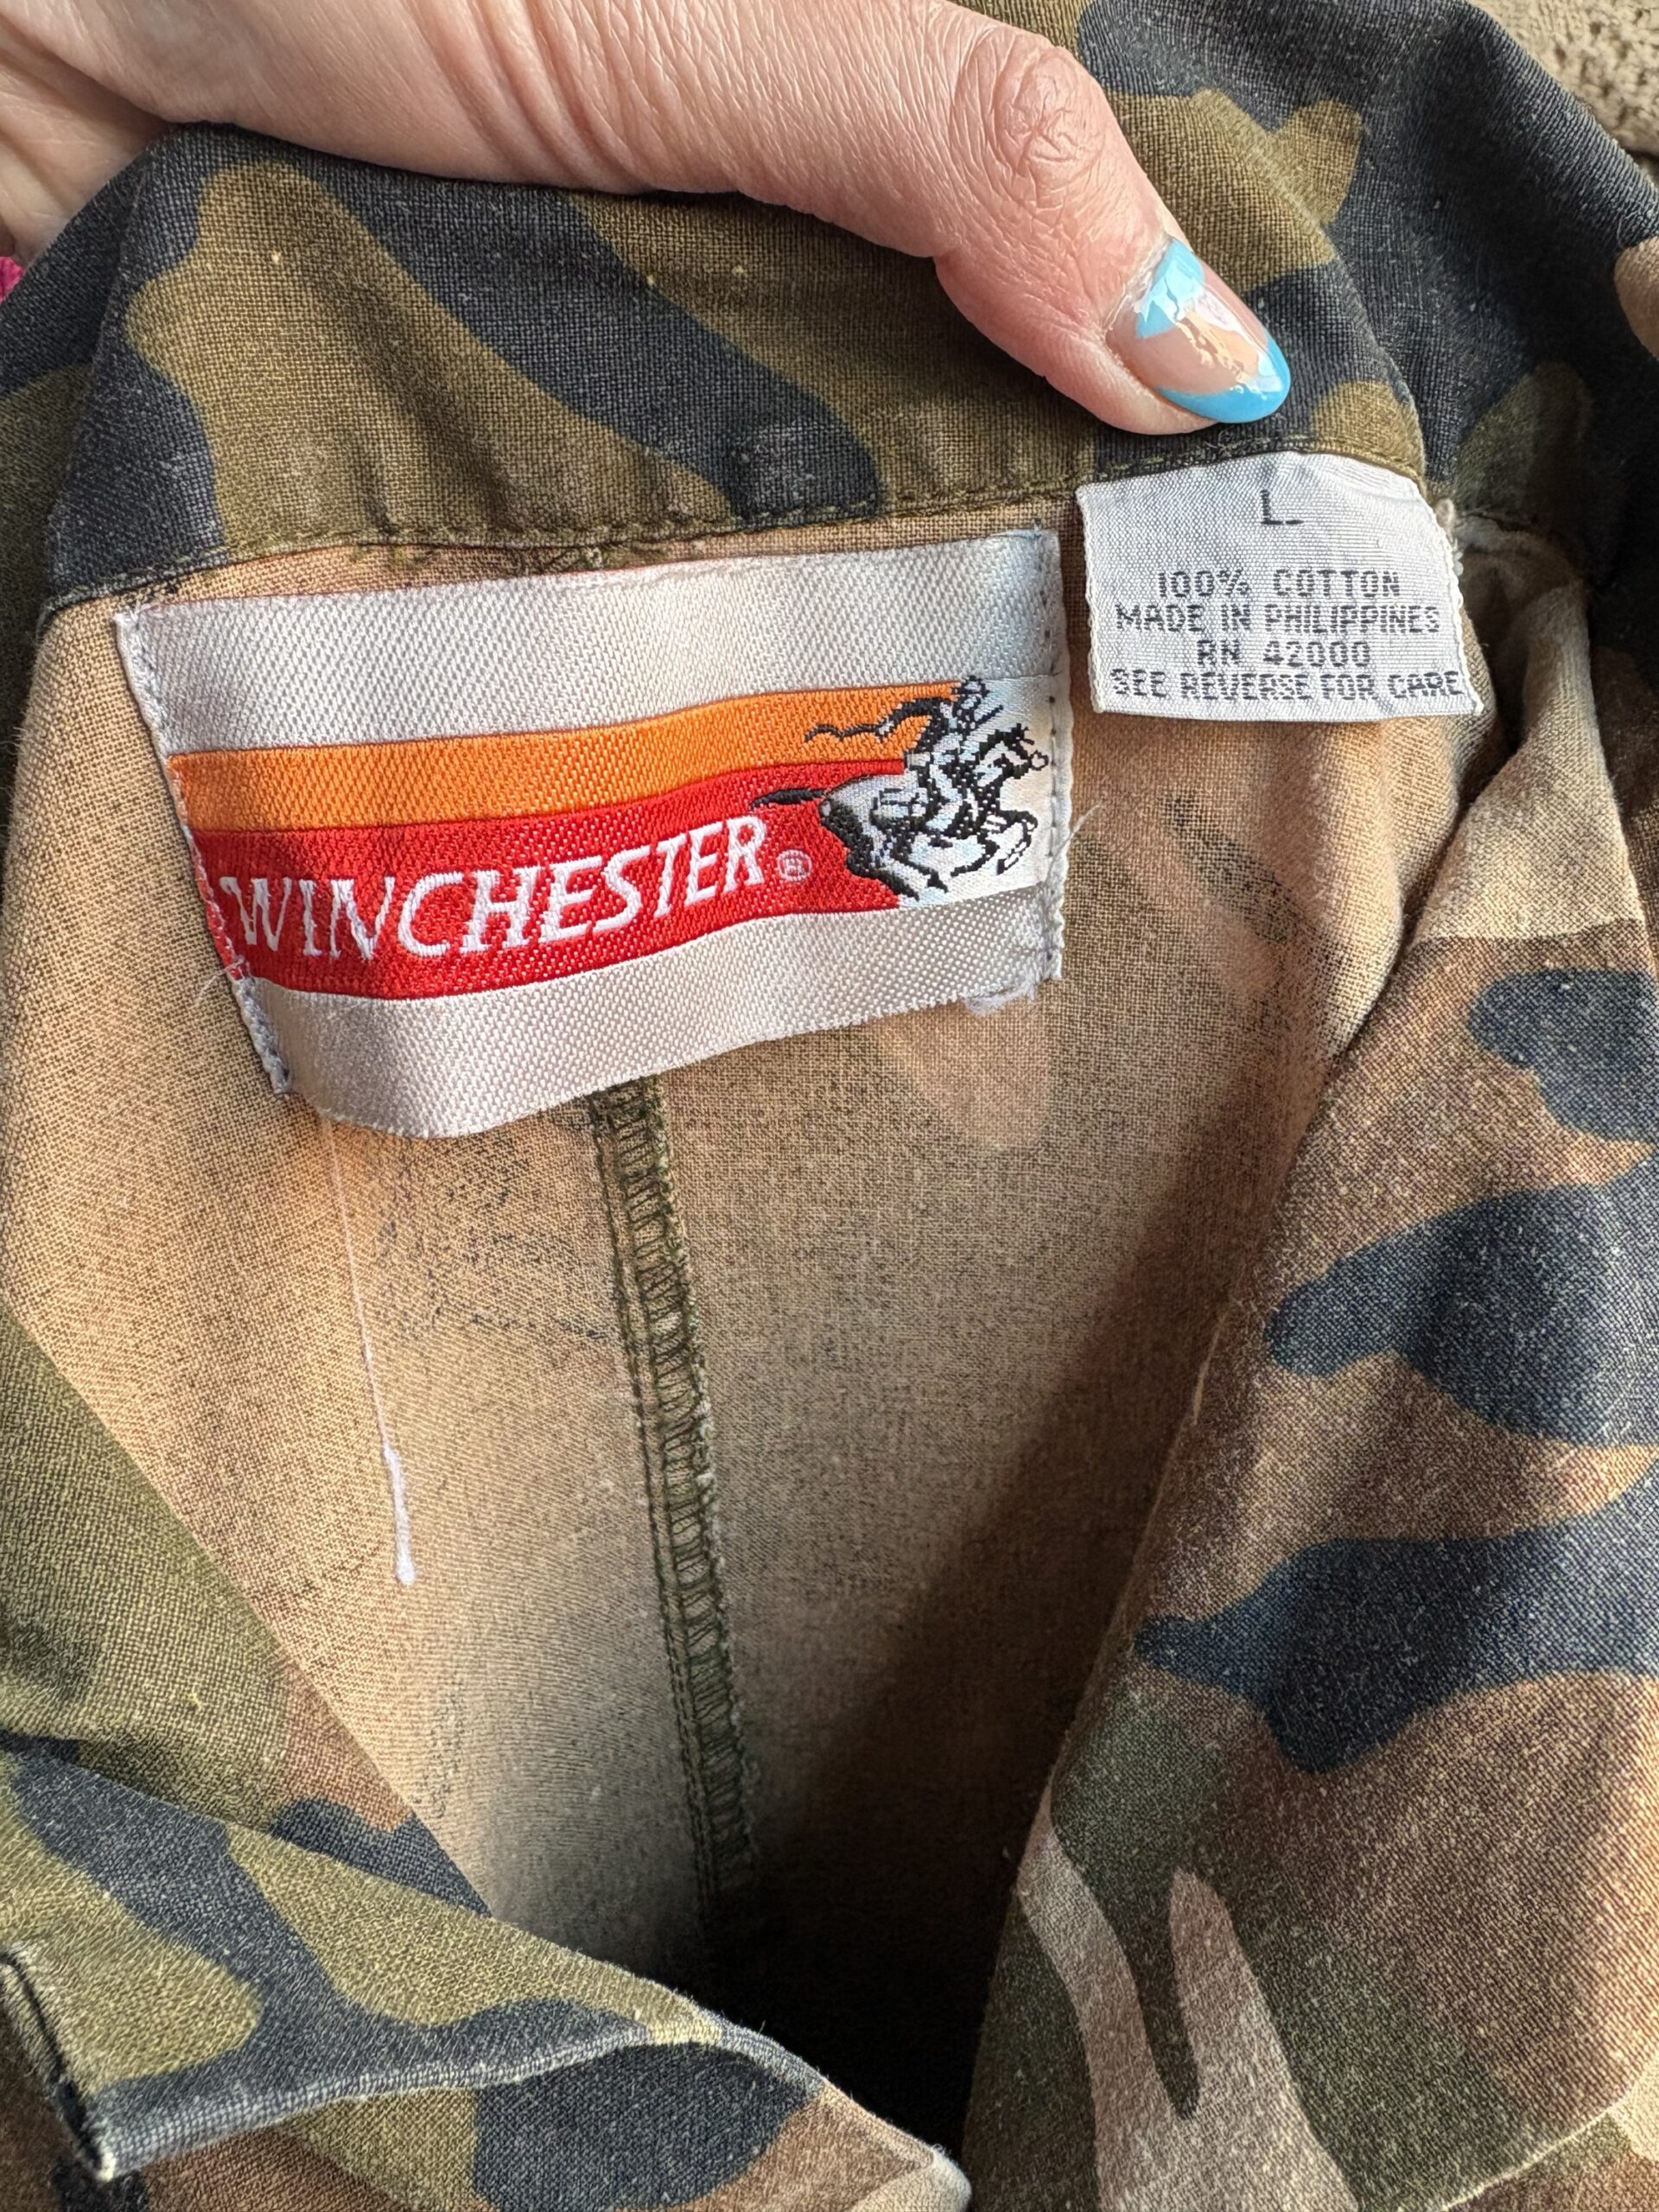 WINCHESTER®
L
100% COTTON
MADE IN PHILIPPINES
RN 42000
SEE REVERSE FOR CARE